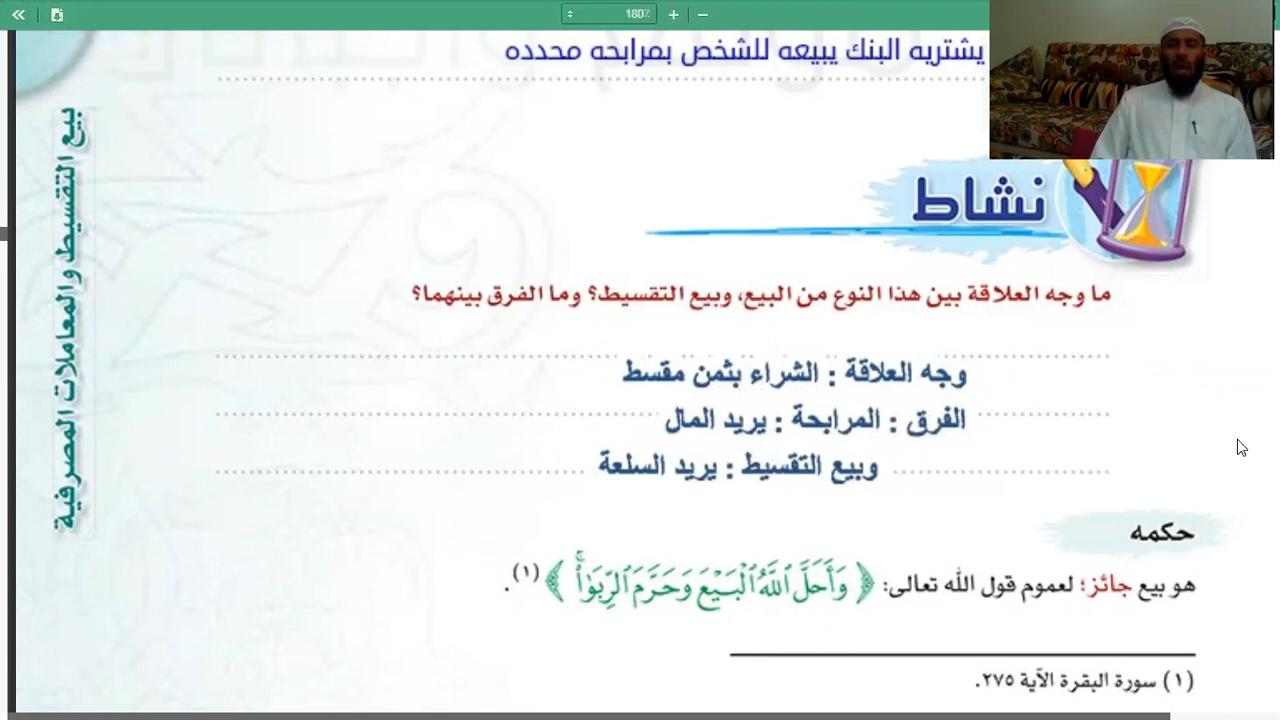 180%
يشتريه البنك يبيعه للشخص بمرابحه محدده
بيع التقسيط والمعاملات المصرفية
نشاط
ما وجه العلاقة بين هذا النوع من البيع، وبيع التقسيط؟ وما الفرق بينهما؟
وجه العلاقة : الشراء بثمن مقسط
الفرق : المرابحة : يريد المال
وبيع التقسيط : يريد السلعة
حكمه
هو بيع جائز؛ لعموم قول الله تعالى: ﴿وَأَحَلَّ ٱللَّهُ ٱلْبَيْعَ وَحَرَّمَ ٱلرِّبَوٰا۟ۚ﴾ (١).
(١) سورة البقرة الآية ٢٧٥.